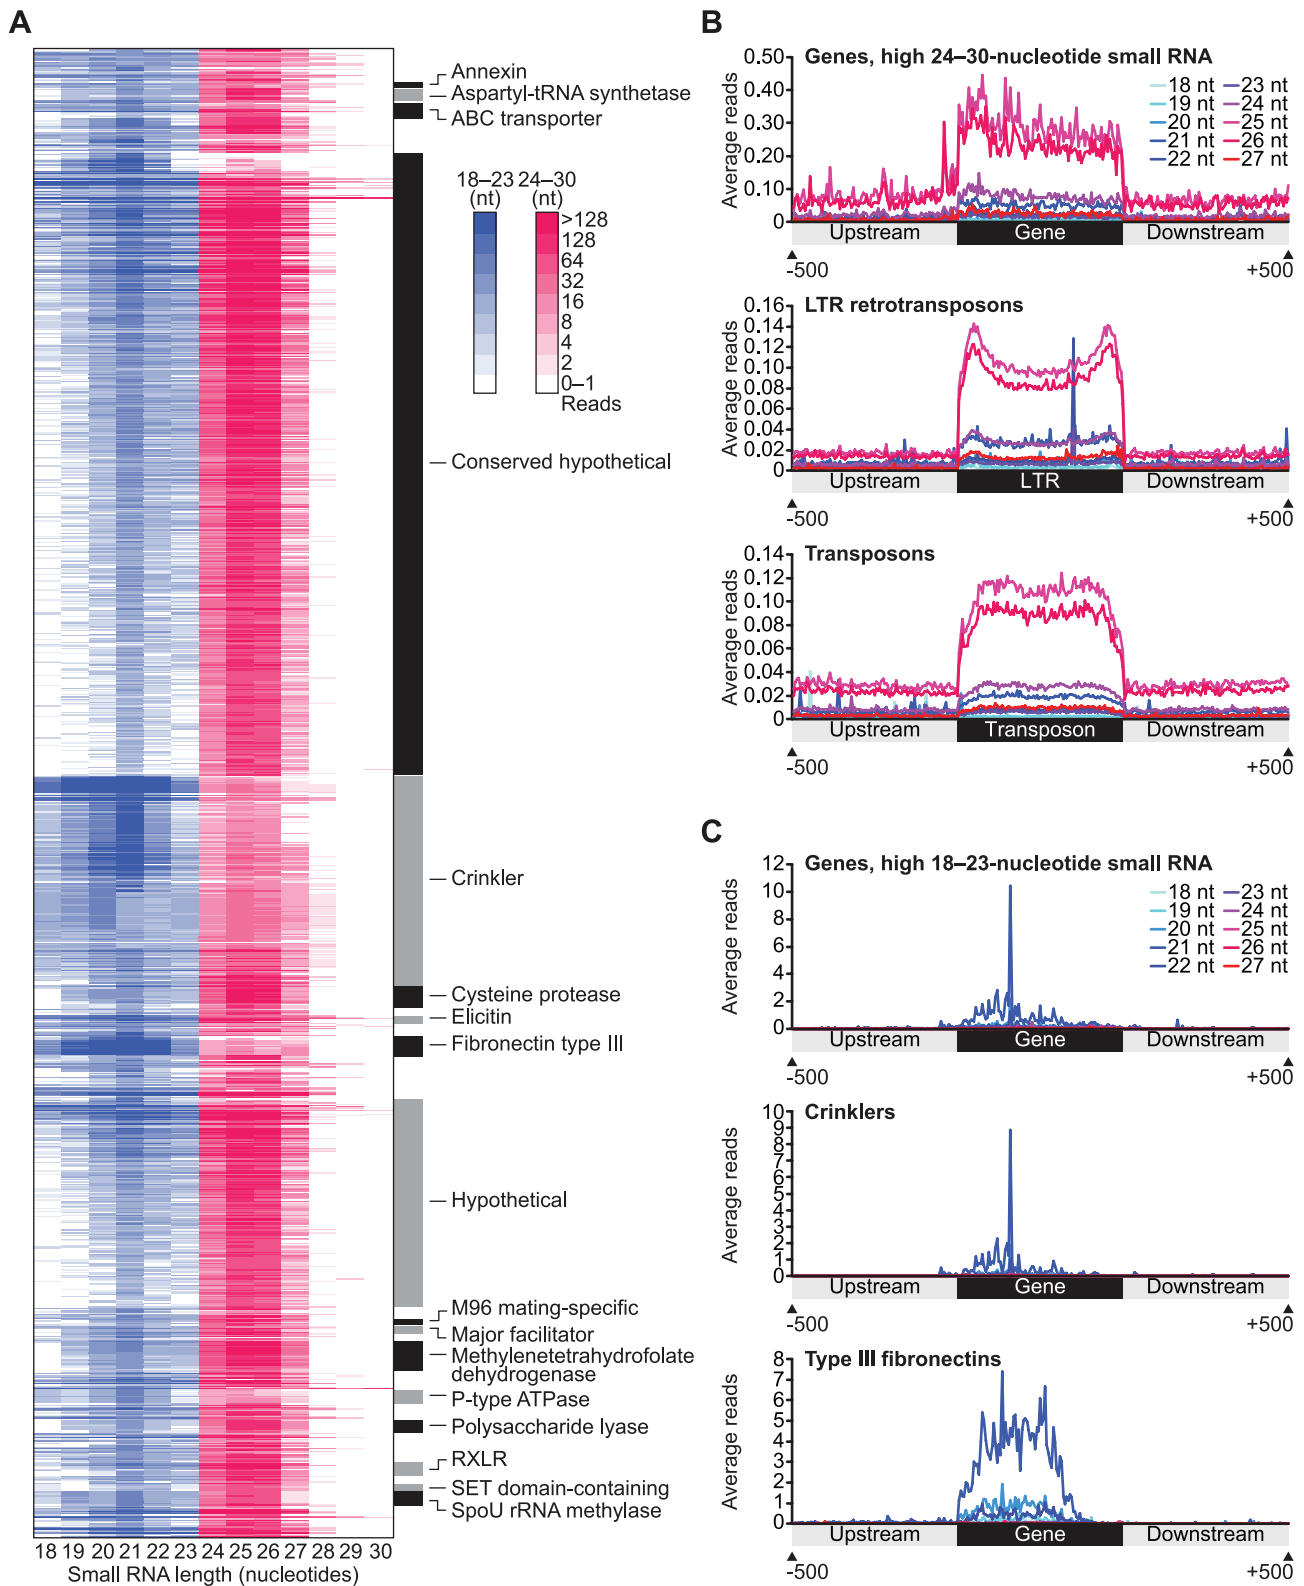 A
Annexin
Aspartyl-tRNA syntetase
ABC transporter
18–23 24–30
(nt) (nt)
>128
128
64
32
16
8
4
2
0–1
Reads
Conserved hypothetical
Crinkler
Cysteine protease
Elicitin
Fibronectin type III
Hypothetical
M96 mating-specific
Major facilitator
Methylenetetrahydrofolate
dehydrogenase
P-type ATPase
Polysaccharide lyase
RXLR
SET domain-containing
SpoU rRNA methylase
18 19 20 21 22 23 24 25 26 27 28 29 30
Small RNA length (nucleotides)
B
Genes, high 24–30-nucleotide small RNA
Average reads
0.50
0.40
0.30
0.20
0.10
0
18 nt 23 nt
19 nt 24 nt
20 nt 25 nt
21 nt 26 nt
22 nt 27 nt
Upstream Gene Downstream
-500 +500
LTR retrotransposons
Average reads
0.16
0.14
0.12
0.10
0.08
0.06
0.04
0.02
0
Upstream LTR Downstream
-500 +500
Transposons
Average reads
0.14
0.12
0.10
0.08
0.06
0.04
0.02
0
Upstream Transposon Downstream
-500 +500
C
Genes, high 18–23-nucleotide small RNA
Average reads
12
10
8
6
4
2
0
18 nt 23 nt
19 nt 24 nt
20 nt 25 nt
21 nt 26 nt
22 nt 27 nt
Upstream Gene Downstream
-500 +500
Crinklers
Average reads
10
9
8
7
6
5
4
3
2
1
0
Upstream Gene Downstream
-500 +500
Type III fibronectins
Average reads
8
7
6
5
4
3
2
1
0
Upstream Gene Downstream
-500 +500